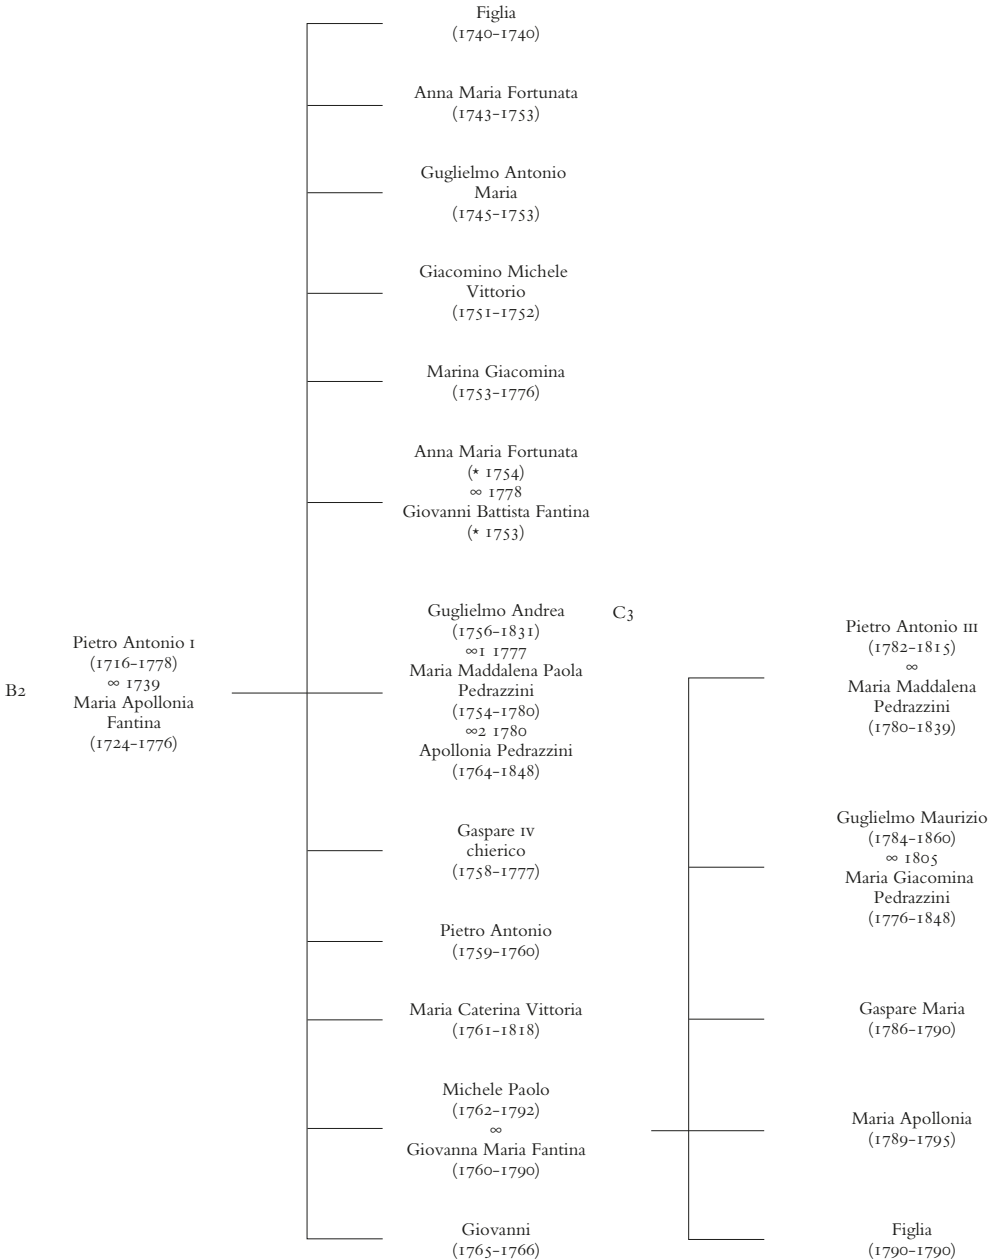 B2
Pietro Antonio I
(1716-1778)
∞ 1739
Maria Apollonia
Fantina
(1724-1776)
Figlia
(1740-1740)
Anna Maria Fortunata
(1743-1753)
Guglielmo Antonio
Maria
(1745-1753)
Giacomino Michele
Vittorio
(1751-1752)
Marina Giacomina
(1753-1776)
Anna Maria Fortunata
(* 1754)
∞ 1778
Giovanni Battista Fantina
(* 1753)
Guglielmo Andrea
(1756-1831)
∞1 1777
Maria Maddalena Paola
Pedrazzini
(1754-1780)
∞2 1780
Apollonia Pedrazzini
(1764-1848)
C3
Gaspare IV
chierico
(1758-1777)
Pietro Antonio
(1759-1760)
Maria Caterina Vittoria
(1761-1818)
Michele Paolo
(1762-1792)
∞
Giovanna Maria Fantina
(1760-1790)
Giovanni
(1765-1766)
Pietro Antonio III
(1782-1815)
∞
Maria Maddalena
Pedrazzini
(1780-1839)
Guglielmo Maurizio
(1784-1860)
∞ 1805
Maria Giacomina
Pedrazzini
(1776-1848)
Gaspare Maria
(1786-1790)
Maria Apollonia
(1789-1795)
Figlia
(1790-1790)